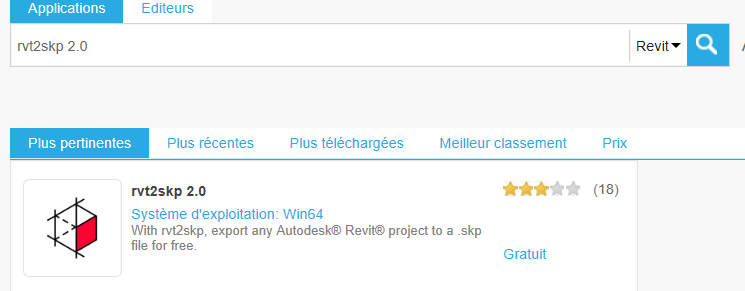 Applications Editeurs
rvt2skp 2.0 Revit
Plus pertinentes Plus récentes Plus téléchargées Meilleur classement Prix
rvt2skp 2.0 (18)
Système d'exploitation: Win64
With rvt2skp, export any Autodesk® Revit® project to a .skp
file for free.
Gratuit